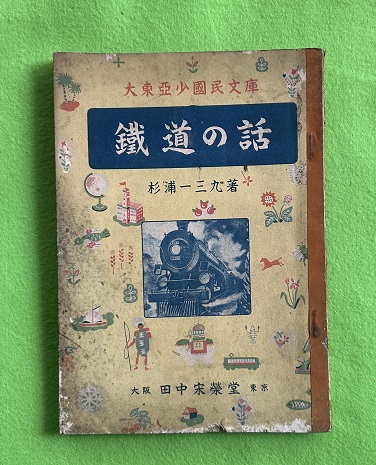 大東亞少國民文庫
鐵道の話
杉浦一三九著
大阪 田中宋榮堂 東京